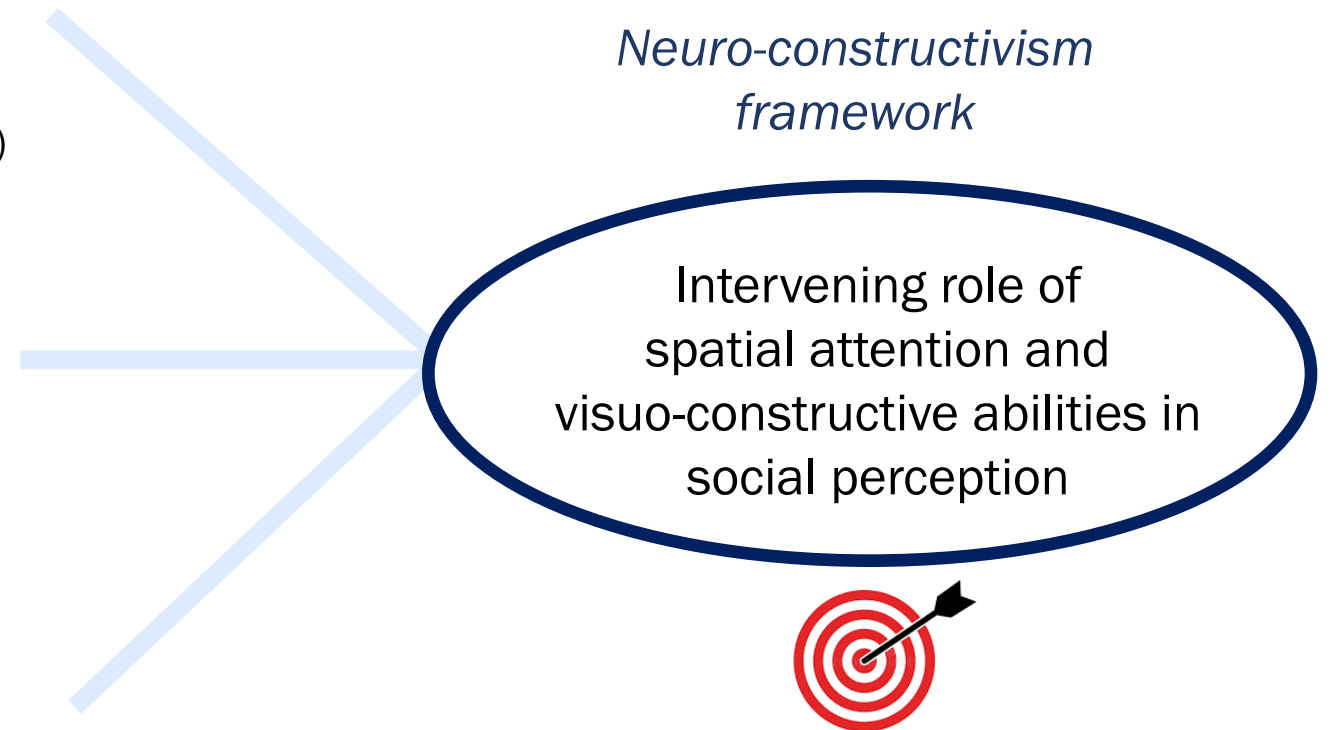 Neuro-constructivism
framework
)
Intervening role of
spatial attention and
visuo-constructive abilities in
social perception